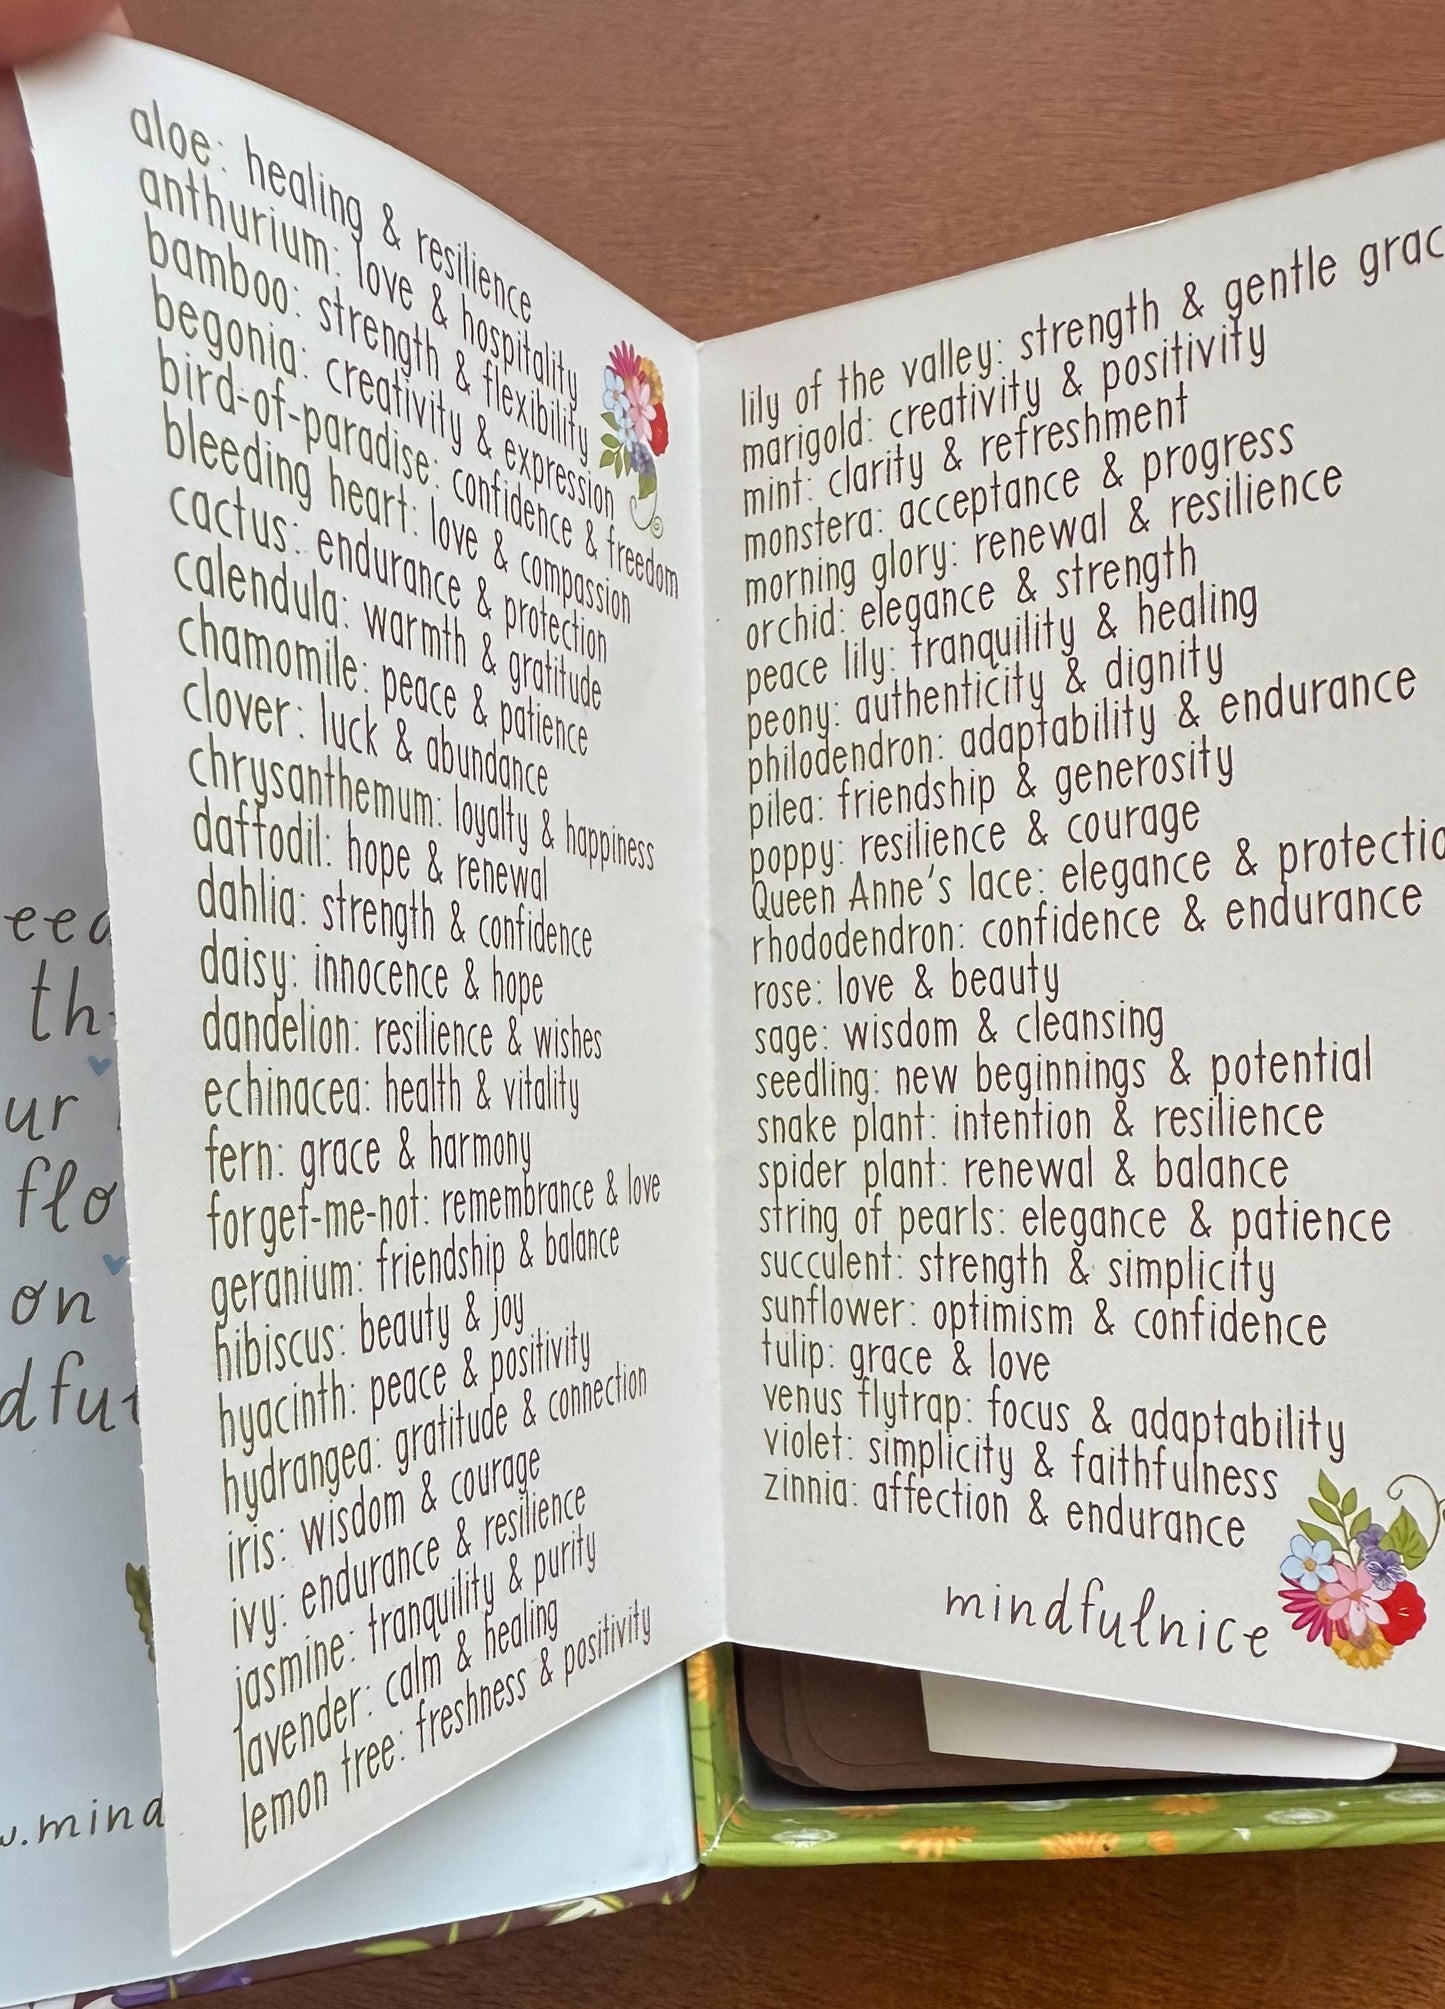 aloe: healing & resilience
anthurium: love & hospitality
bamboo: strength & flexibility
begonia: creativity & expression
bird-of-paradise: confidence & freedom
bleeding heart: love & compassion
cactus: endurance & protection
calendula: warmth & gratitude
chamomile: peace & patience
clover: luck & abundance
chrysanthemum: loyalty & happiness
daffodil: hope & renewal
dahlia: strength & confidence
daisy: innocence & hope
dandelion: resilience & wishes
echinacea: health & vitality
fern: grace & harmony
forget-me-not: remembrance & love
geranium: friendship & balance
hibiscus: beauty & joy
hyacinth: peace & positivity
hydrangea: gratitude & connection
iris: wisdom & courage
ivy: endurance & resilience
jasmine: tranquility & purity
lavender: calm & healing
lemon tree: freshness & positivity
lily of the valley: strength & gentle grac
marigold: creativity & positivity
mint: clarity & refreshment
monstera: acceptance & progress
morning glory: renewal & resilience
orchid: elegance & strength
peace lily: tranquility & healing
peony: authenticity & dignity
philodendron: adaptability & endurance
pilea: friendship & generosity
poppy: resilience & courage
Queen Anne's lace: elegance & protectio
rhododendron: confidence & endurance
rose: love & beauty
sage: wisdom & cleansing
seedling: new beginnings & potential
snake plant: intention & resilience
spider plant: renewal & balance
string of pearls: elegance & patience
succulent: strength & simplicity
sunflower: optimism & confidence
tulip: grace & love
venus flytrap: focus & adaptability
violet: simplicity & faithfulness
zinnia: affection & endurance
mindfulnice
th
ur
flo
on
w.mind